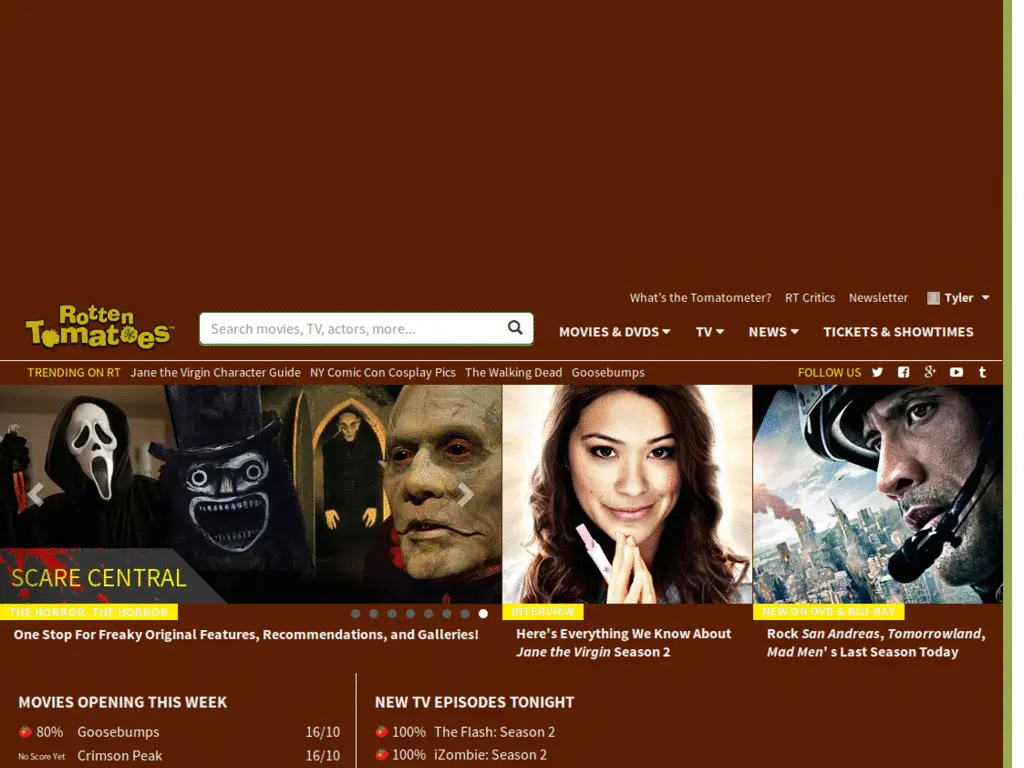 What's the Tomatometer? RT Critics Newsletter Tyler
Rotten
Tomatoes™
Search movies, TV, actors, more...
MOVIES & DVDS TV NEWS TICKETS & SHOWTIMES
TRENDING ON RT Jane the Virgin Character Guide NY Comic Con Cosplay Pics The Walking Dead Goosebumps FOLLOW US
SCARE CENTRAL
THE HORROR, THE HORROR
One Stop For Freaky Original Features, Recommendations, and Galleries!
INTERVIEW
Here's Everything We Know About
Jane the Virgin Season 2
NEW ON DVD & BLU-RAY
Rock San Andreas, Tomorrowland,
Mad Men' s Last Season Today
MOVIES OPENING THIS WEEK
80% Goosebumps 16/10
No Score Yet Crimson Peak 16/10
NEW TV EPISODES TONIGHT
100% The Flash: Season 2
100% iZombie: Season 2